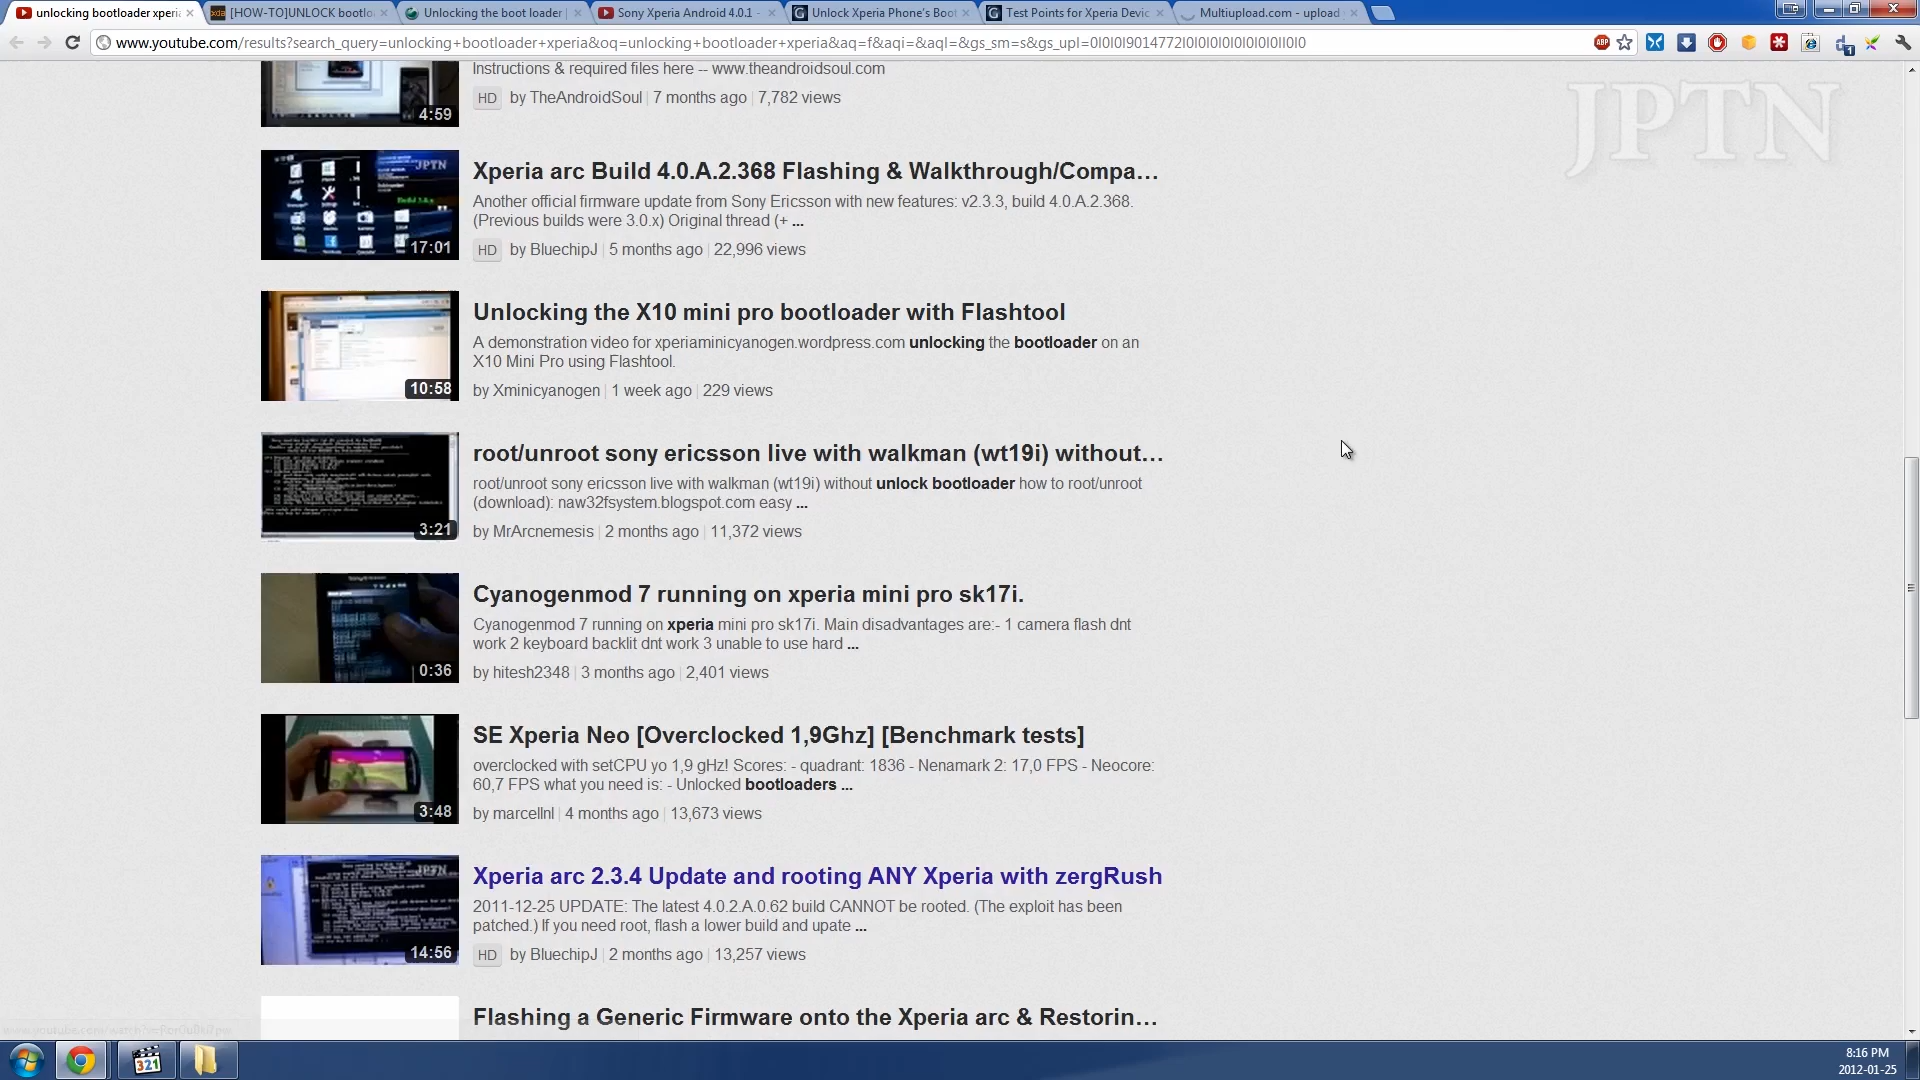 unlocking bootloader xperia
[HOW-TO]UNLOCK bootlo
Unlocking the boot loader |
Sony Xperia Android 4.0.1 -
Unlock Xperia Phone's Boot
Test Points for Xperia Devic
Multiupload.com - upload
www.youtube.com/results?search_query=unlocking+bootloader+xperia&oq=unlocking+bootloader+xperia&aq=f&aqi=&aql=&gs_sm=s&gs_upl=0l0l0l9014772l0l0l0l0l0l0l0l0ll0l0
JPTN
Instructions & required files here -- www.theandroidsoul.com
HD by TheAndroidSoul | 7 months ago | 7,782 views
4:59
Xperia arc Build 4.0.A.2.368 Flashing & Walkthrough/Compa...
Another official firmware update from Sony Ericsson with new features: v2.3.3, build 4.0.A.2.368.
(Previous builds were 3.0.x) Original thread (+ ...
HD by BluechipJ | 5 months ago | 22,996 views
JPTN
17:01
Unlocking the X10 mini pro bootloader with Flashtool
A demonstration video for xperiaminicyanogen.wordpress.com unlocking the bootloader on an
X10 Mini Pro using Flashtool.
by Xminicyanogen | 1 week ago | 229 views
10:58
root/unroot sony ericsson live with walkman (wt19i) without...
root/unroot sony ericsson live with walkman (wt19i) without unlock bootloader how to root/unroot
(download): naw32fsystem.blogspot.com easy ...
by MrArcnemesis | 2 months ago | 11,372 views
3:21
Cyanogenmod 7 running on xperia mini pro sk17i.
Cyanogenmod 7 running on xperia mini pro sk17i. Main disadvantages are:- 1 camera flash dnt
work 2 keyboard backlit dnt work 3 unable to use hard ...
by hitesh2348 | 3 months ago | 2,401 views
0:36
SE Xperia Neo [Overclocked 1,9Ghz] [Benchmark tests]
overclocked with setCPU yo 1,9 gHz! Scores: - quadrant: 1836 - Nenamark 2: 17,0 FPS - Neocore:
60,7 FPS what you need is: - Unlocked bootloaders ...
by marcellnl | 4 months ago | 13,673 views
3:48
Xperia arc 2.3.4 Update and rooting ANY Xperia with zergRush
2011-12-25 UPDATE: The latest 4.0.2.A.0.62 build CANNOT be rooted. (The exploit has been
patched.) If you need root, flash a lower build and upate ...
HD by BluechipJ | 2 months ago | 13,257 views
JPTN
14:56
Flashing a Generic Firmware onto the Xperia arc & Restorin...
321
8:16 PM
2012-01-25